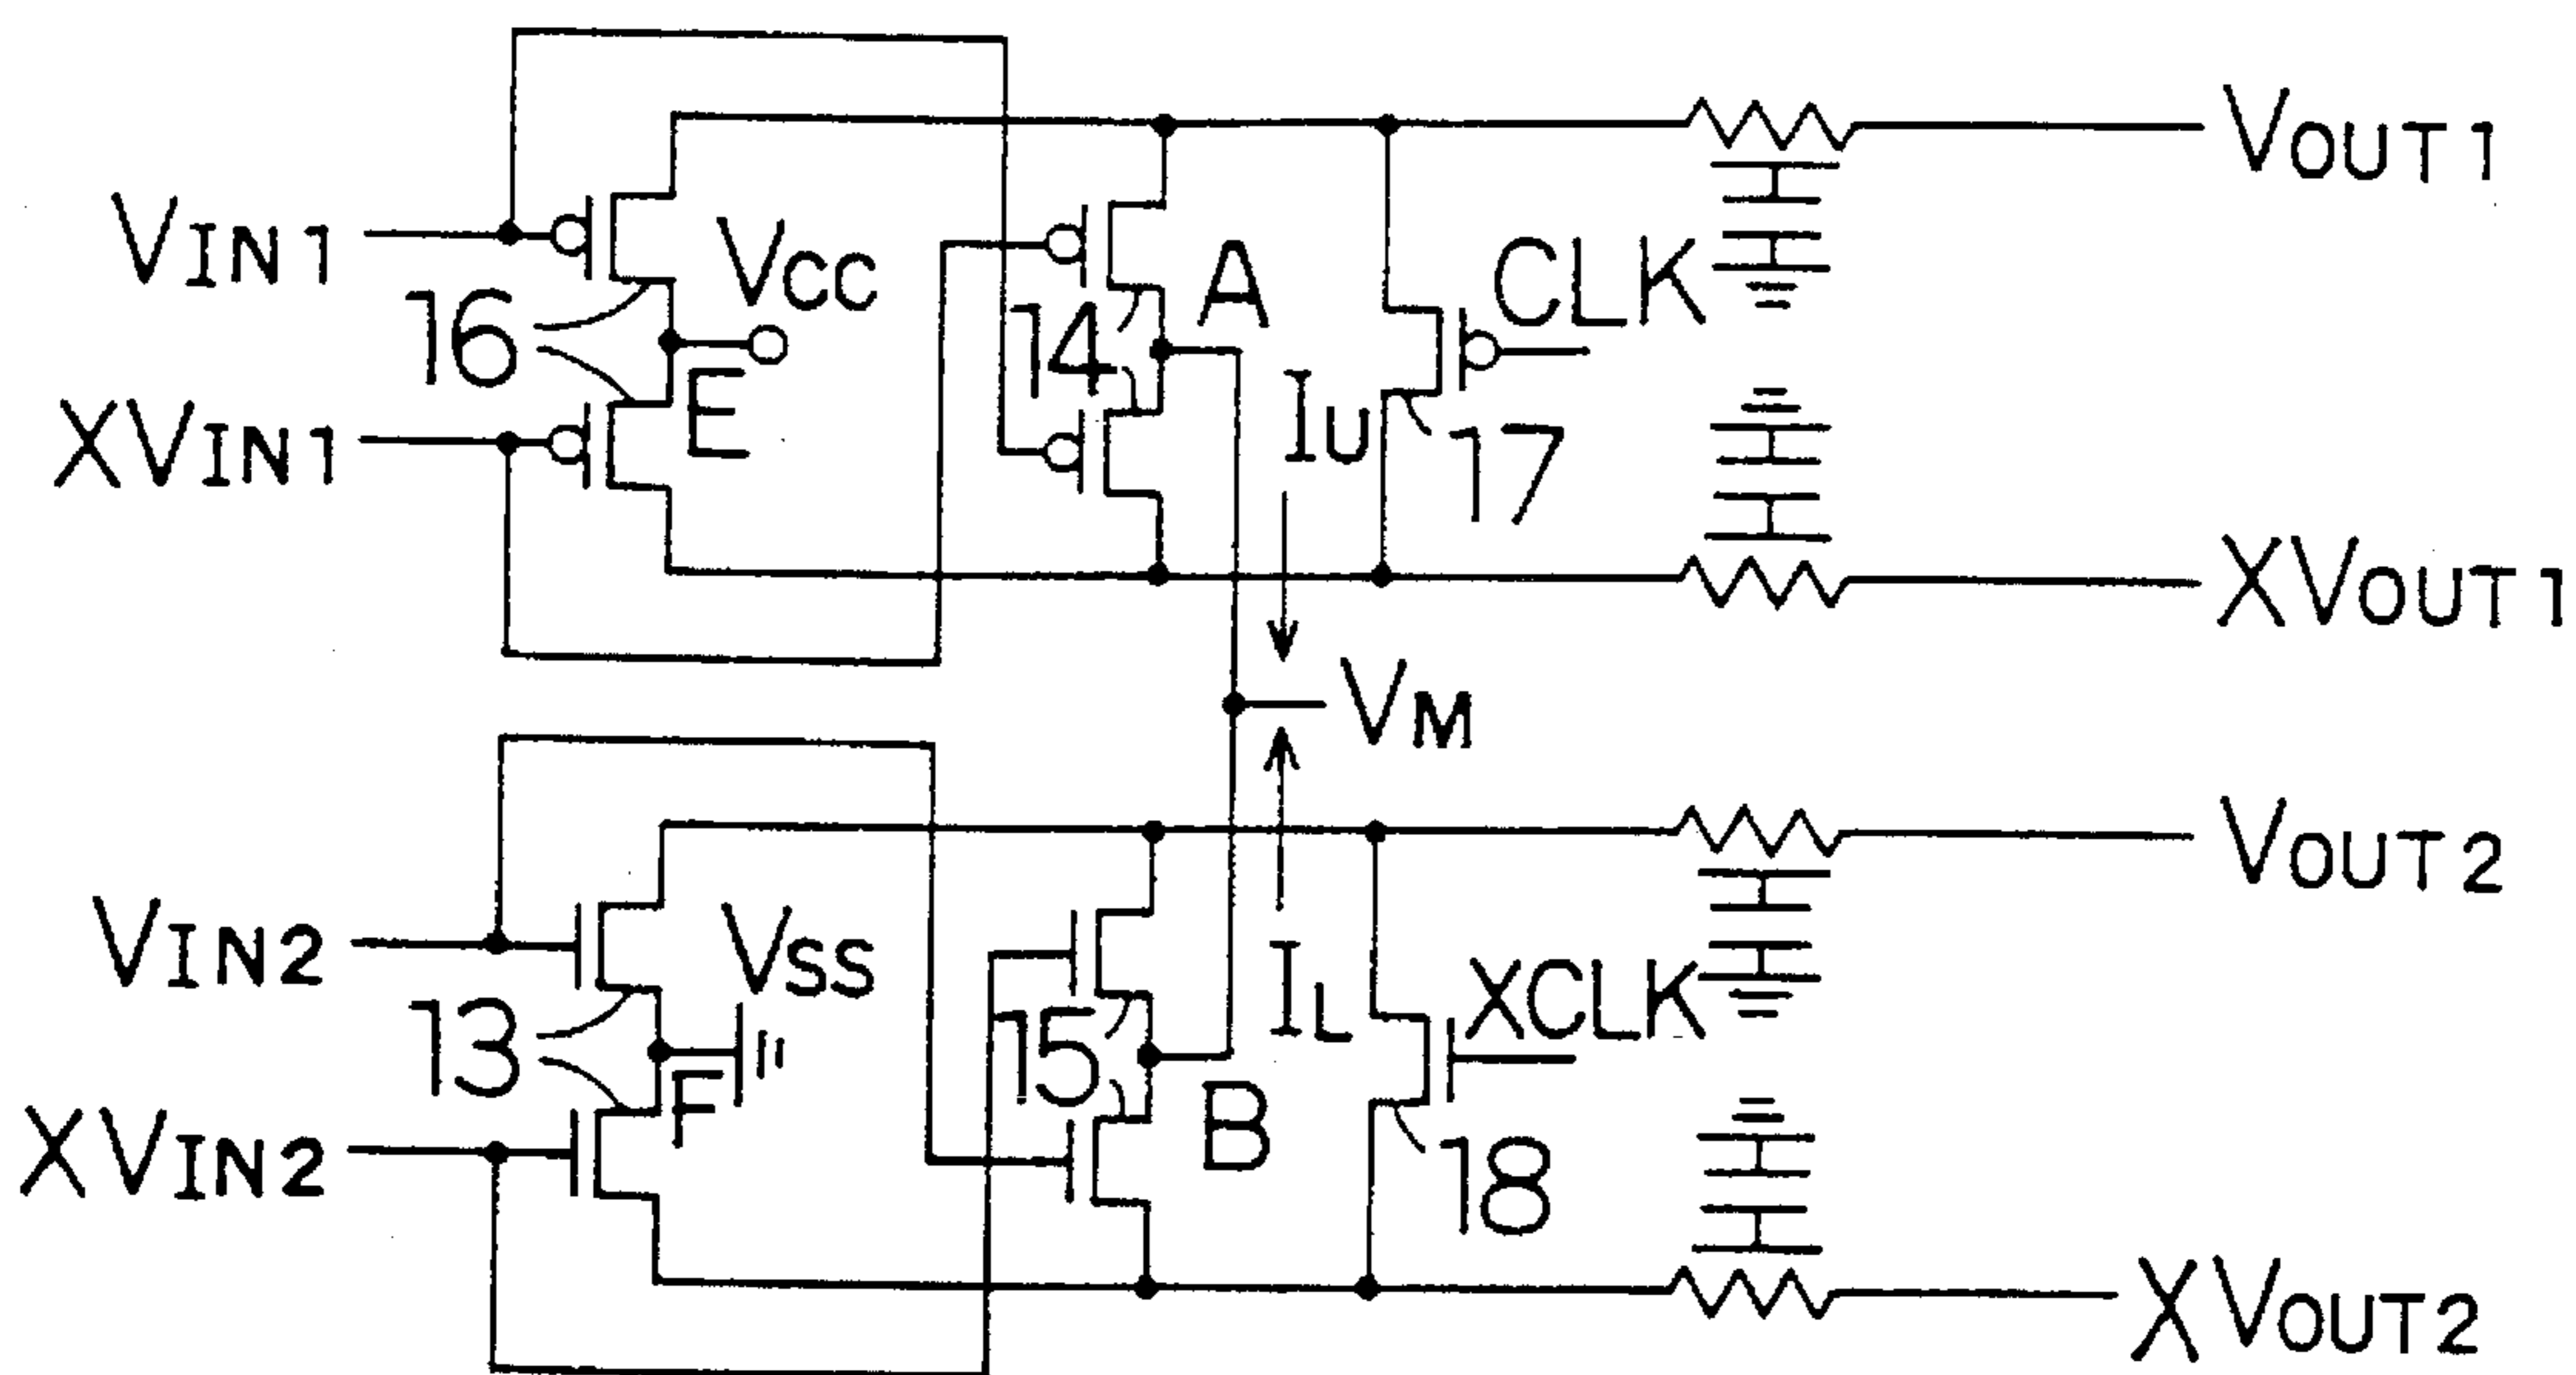 VOUT1
VIN1
VCC
A
CLK
16
14
E
IU
XVIN1
17
XVOUT1
VM
VOUT2
VIN2
VSS
IL
XCLK
13
15
F
B
XVIN2
18
XVOUT2